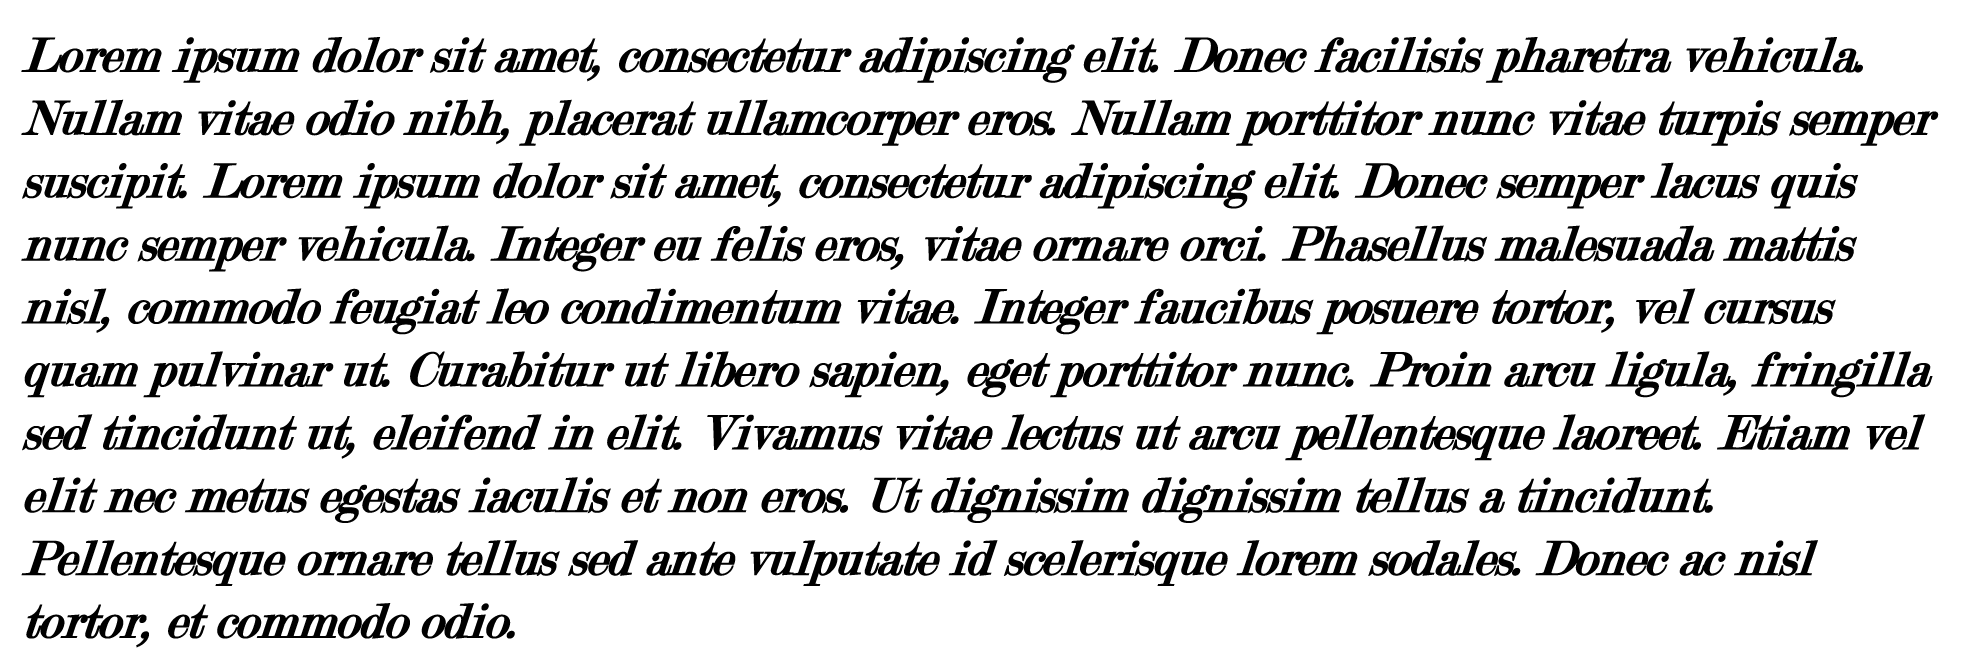 Lorem ipsum dolor sit amet, consectetur adipiscing elit. Donec facilisis pharetra vehicula.
Nullam vitae odio nibh, placerat ullamcorper eros. Nullam porttitor nunc vitae turpis semper
suscipit. Lorem ipsum dolor sit amet, consectetur adipiscing elit. Donec semper lacus quis
nunc semper vehicula. Integer eu felis eros, vitae ornare orci. Phasellus malesuada mattis
nisl, commodo feugiat leo condimentum vitae. Integer faucibus posuere tortor, vel cursus
quam pulvinar ut. Curabitur ut libero sapien, eget porttitor nunc. Proin arcu ligula, fringilla
sed tincidunt ut, eleifend in elit. Vivamus vitae lectus ut arcu pellentesque laoreet. Etiam vel
elit nec metus egestas iaculis et non eros. Ut dignissim dignissim tellus a tincidunt.
Pellentesque ornare tellus sed ante vulputate id scelerisque lorem sodales. Donec ac nisl
tortor, et commodo odio.